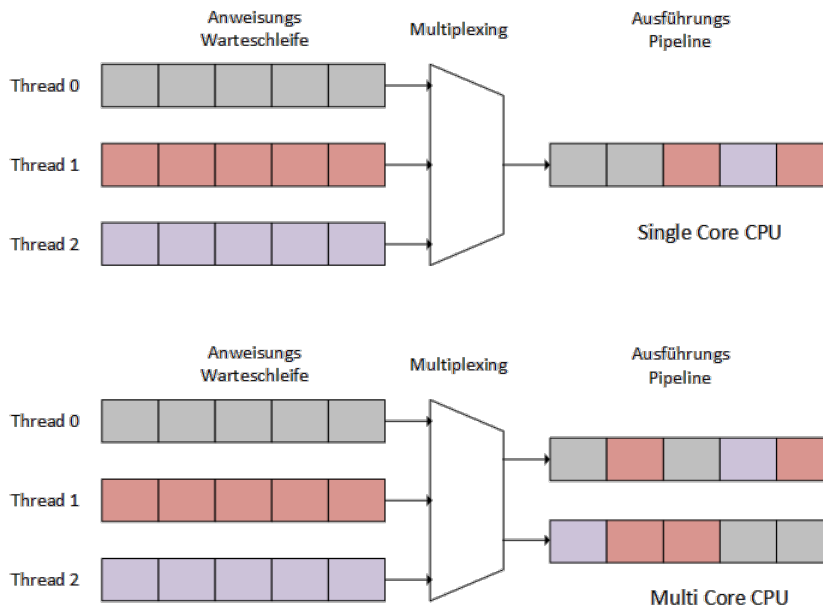 Anweisungs
Warteschleife
Multiplexing
Ausführungs
Pipeline
Thread 0
Thread 1
Thread 2
Single Core CPU
Anweisungs
Warteschleife
Multiplexing
Ausführungs
Pipeline
Thread 0
Thread 1
Thread 2
Multi Core CPU